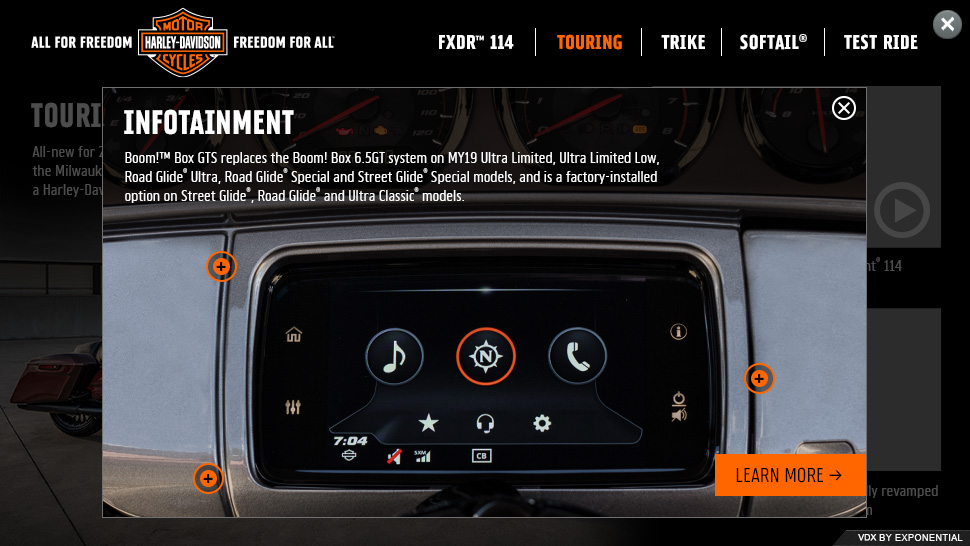 ALL FOR FREEDOM
MOTOR
HARLEY-DAVIDSON
CYCLES
FREEDOM FOR ALL™
FXDR™ 114
TOURING
TRIKE
SOFTAIL®
TEST RIDE
TOURI
All-new for 2
the Milwauk
a Harley-Dav
INFOTAINMENT
Boom!™ Box GTS replaces the Boom! Box 6.5GT system on MY19 Ultra Limited, Ultra Limited Low,
Road Glide® Ultra, Road Glide® Special and Street Glide® Special models, and is a factory-installed
option on Street Glide®, Road Glide® and Ultra Classic® models.
nt® 114
N
7:04
SXM
CB
LEARN MORE →
lly revamped
m
VDX BY EXPONENTIAL